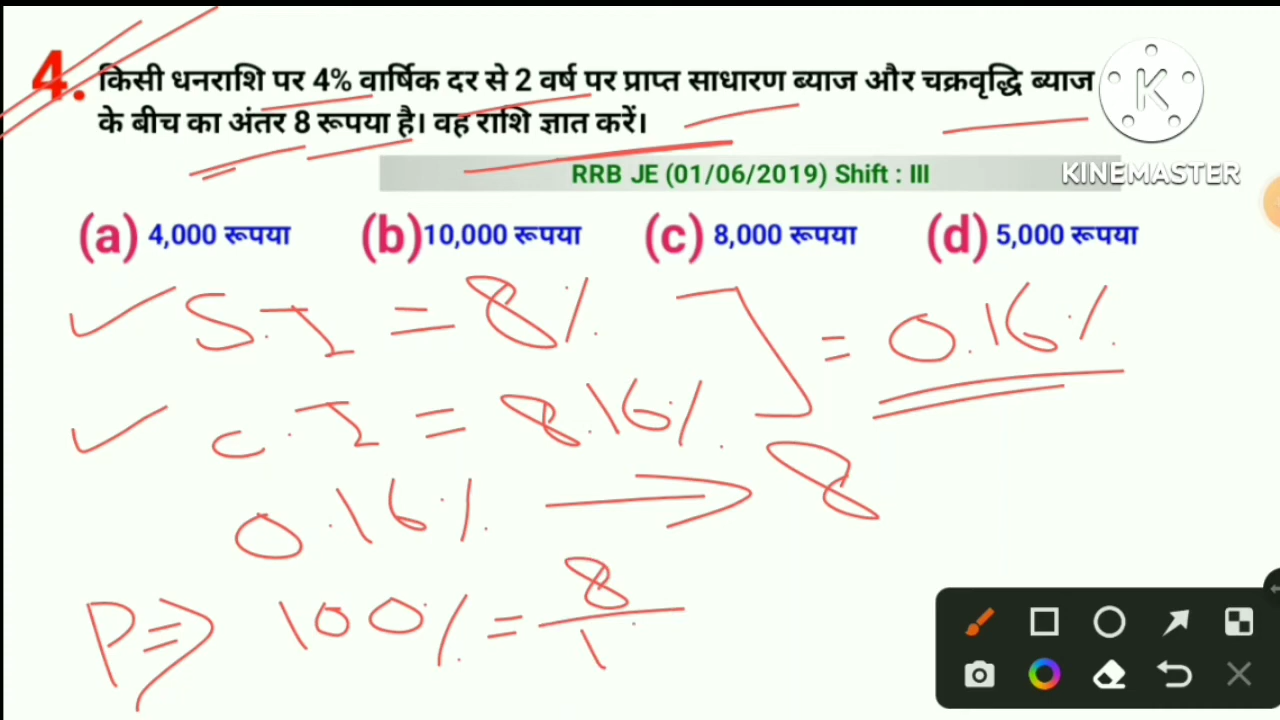 4. किसी धनराशि पर 4% वार्षिक दर से 2 वर्ष पर प्राप्त साधारण ब्याज और चक्रवृद्धि ब्याज
के बीच का अंतर 8 रूपया है। वह राशि ज्ञात करें।
K
KINEMASTER
RRB JE (01/06/2019) Shift : III
(a) 4,000 रूपया (b) 10,000 रूपया (c) 8,000 रूपया (d) 5,000 रूपया
S.I = 8% = 0.16%
C.I = 8.16%
0.16% → 8
P ⇒ 100% = 8/1